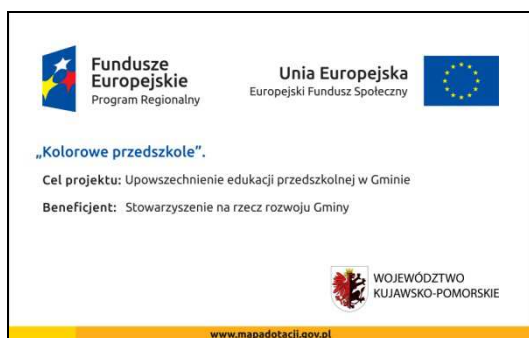 Fundusze
Europejskie
Program Regionalny
Unia Europejska
Europejski Fundusz Społeczny
„Kolorowe przedszkole”.
Cel projektu: Upowszechnienie edukacji przedszkolnej w Gminie
Beneficjent: Stowarzyszenie na rzecz rozwoju Gminy
WOJEWÓDZTWO
KUJAWSKO-POMORSKIE
www.mapadotacji.gov.pl